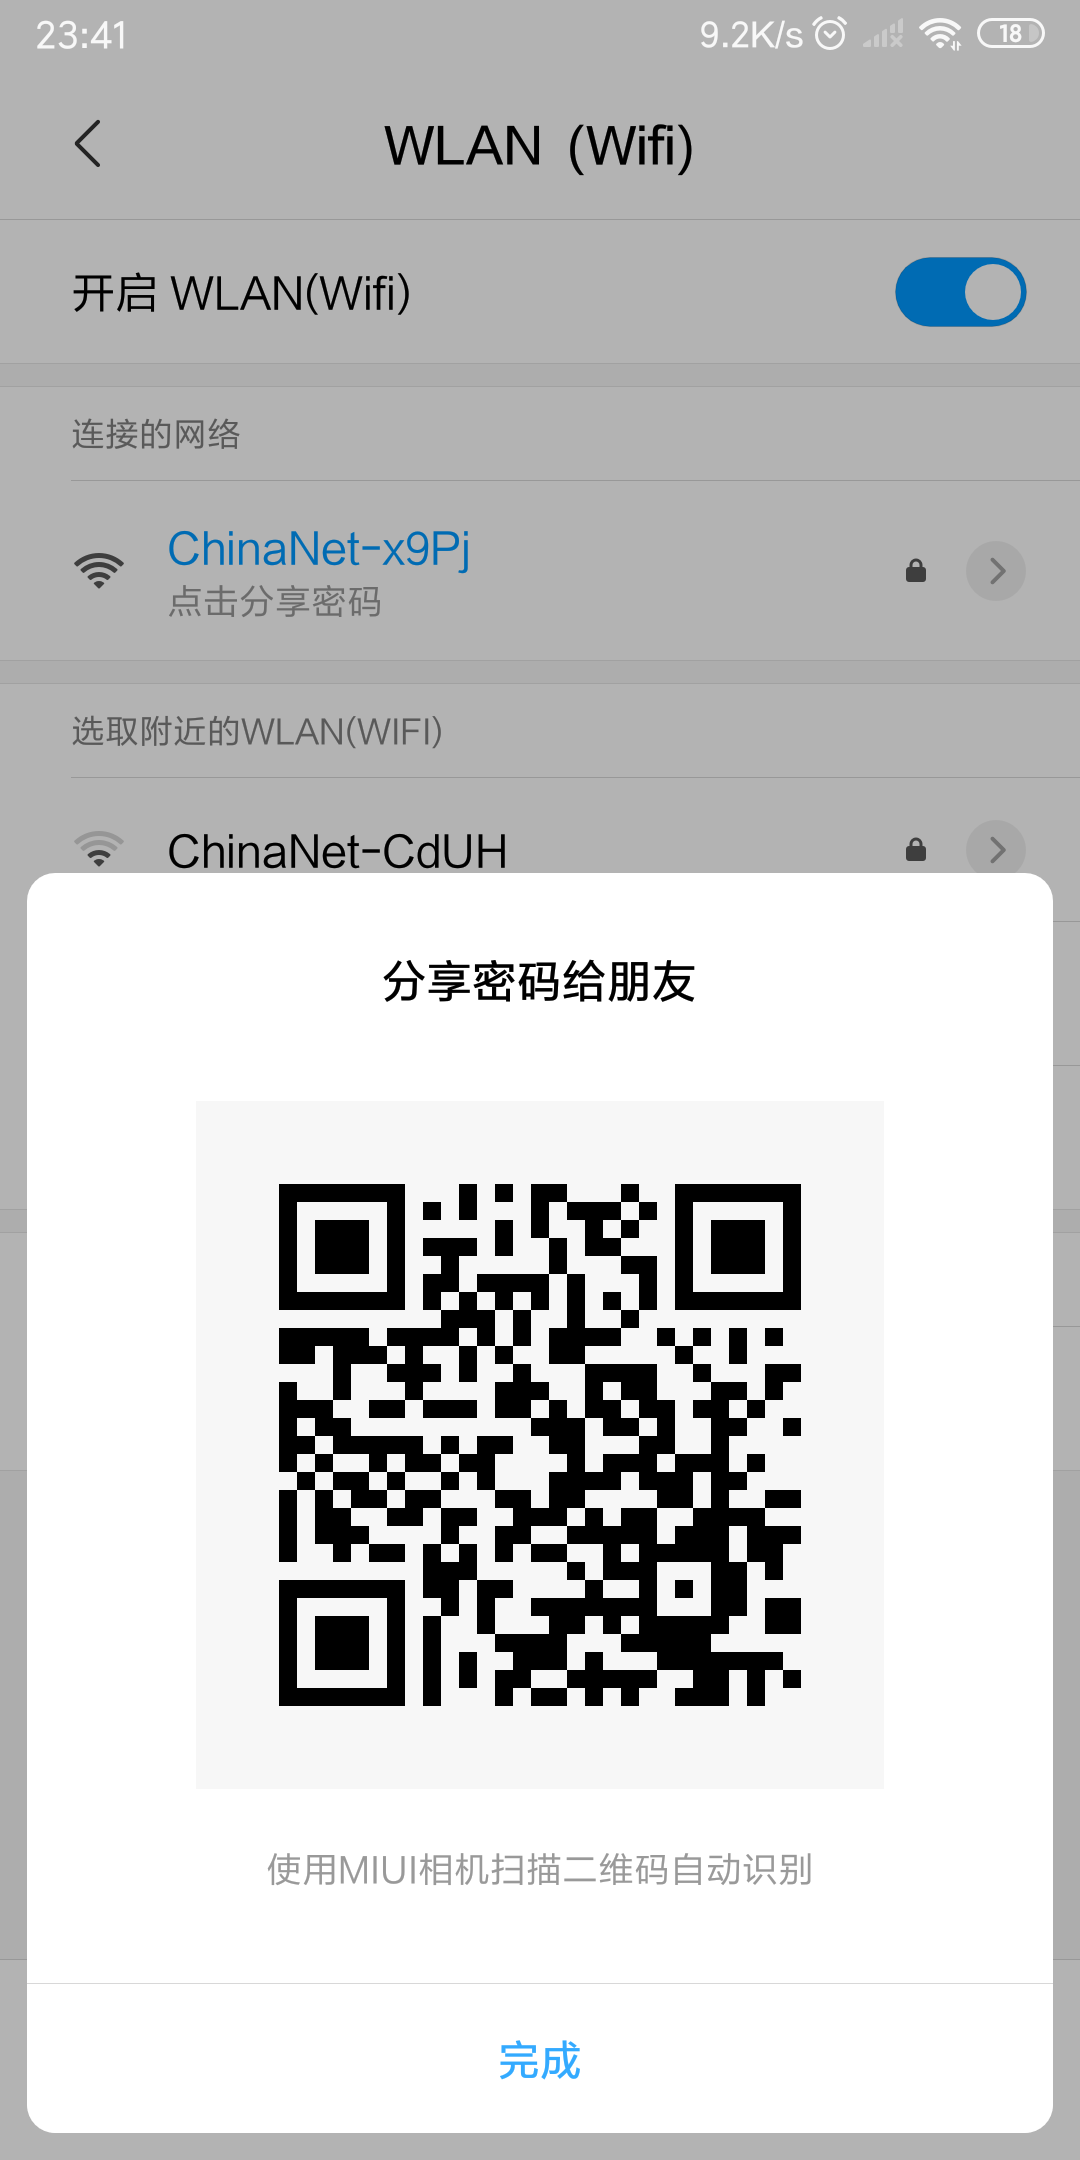 23:41 9.2K/s 18
WLAN (Wifi)
开启 WLAN(Wifi)
连接的网络
ChinaNet-x9Pj
点击分享密码
选取附近的WLAN(WIFI)
ChinaNet-CdUH
分享密码给朋友
使用MIUI相机扫描二维码自动识别
完成